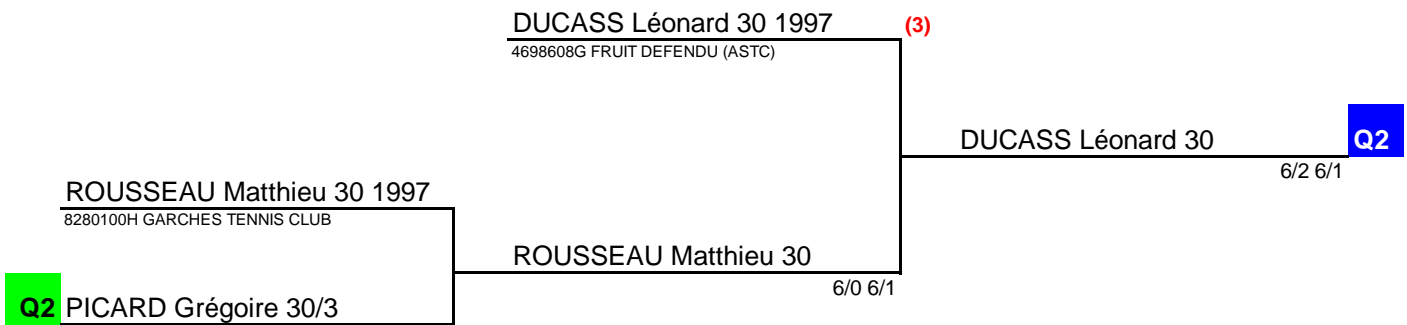 DUCASS Léonard 30 1997 (3)
4698608G FRUIT DEFENDU (ASTC)
DUCASS Léonard 30 Q2
6/2 6/1
ROUSSEAU Matthieu 30 1997
8280100H GARCHES TENNIS CLUB
ROUSSEAU Matthieu 30
6/0 6/1
Q2 PICARD Grégoire 30/3